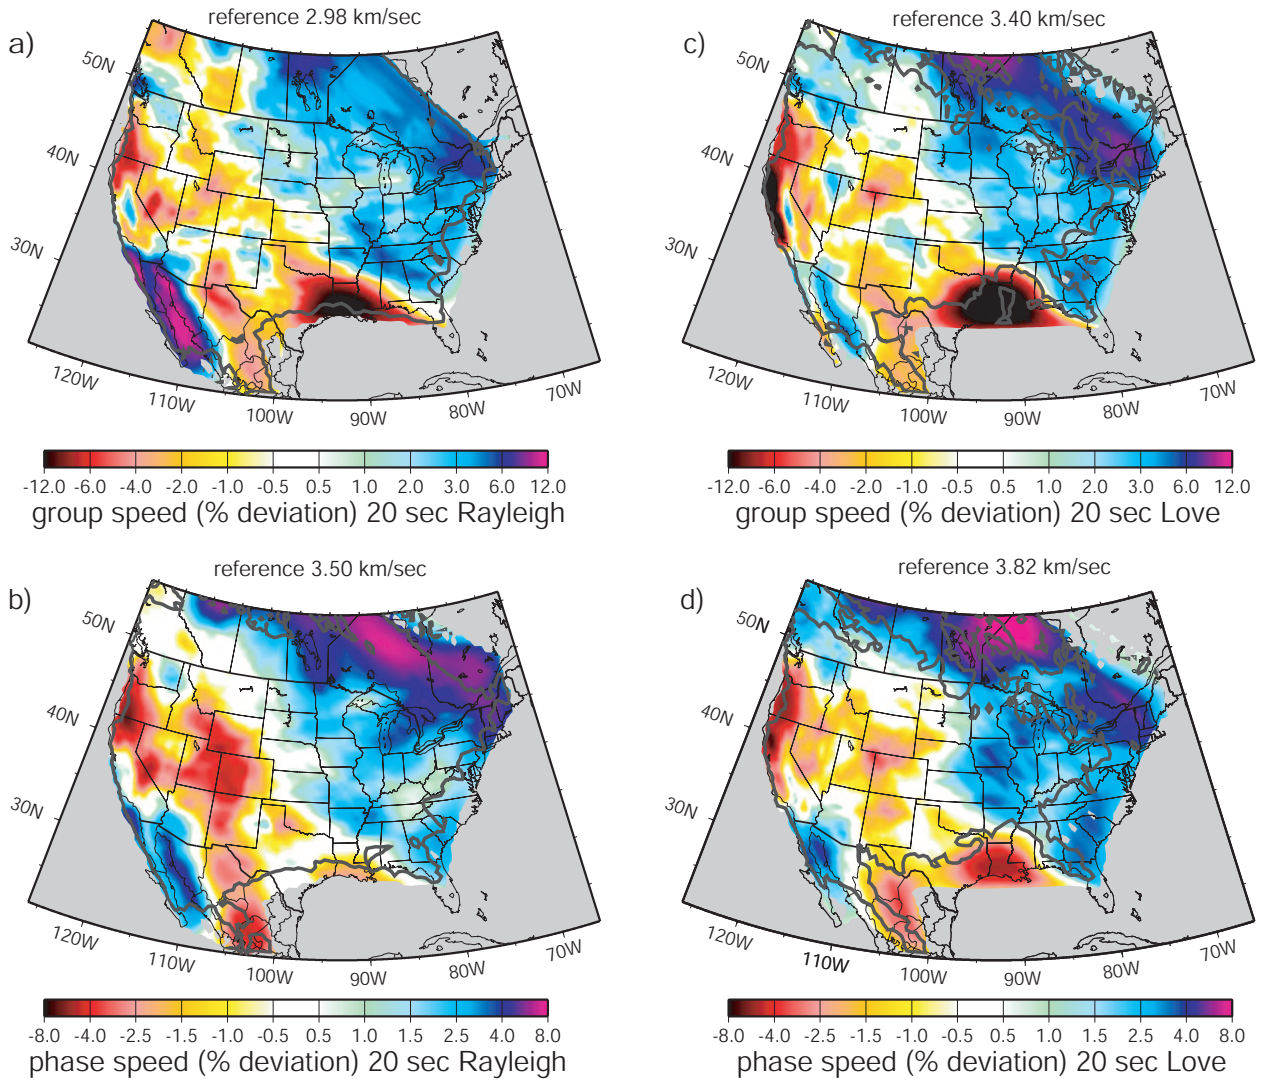 a)
reference 2.98 km/sec
50N
40N
30N
120W
110W
100W
90W
80W
70W
-12.0 -6.0 -4.0 -2.0 -1.0 -0.5 0.5 1.0 2.0 3.0 6.0 12.0
group speed (% deviation) 20 sec Rayleigh
c)
reference 3.40 km/sec
50N
40N
30N
120W
110W
100W
90W
80W
70W
-12.0 -6.0 -4.0 -2.0 -1.0 -0.5 0.5 1.0 2.0 3.0 6.0 12.0
group speed (% deviation) 20 sec Love
b)
reference 3.50 km/sec
50N
40N
30N
120W
110W
100W
90W
80W
70W
-8.0 -4.0 -2.5 -1.5 -1.0 -0.5 0.5 1.0 1.5 2.5 4.0 8.0
phase speed (% deviation) 20 sec Rayleigh
d)
reference 3.82 km/sec
50N
40N
30N
120W
110W
100W
90W
80W
70W
-8.0 -4.0 -2.5 -1.5 -1.0 -0.5 0.5 1.0 1.5 2.5 4.0 8.0
phase speed (% deviation) 20 sec Love